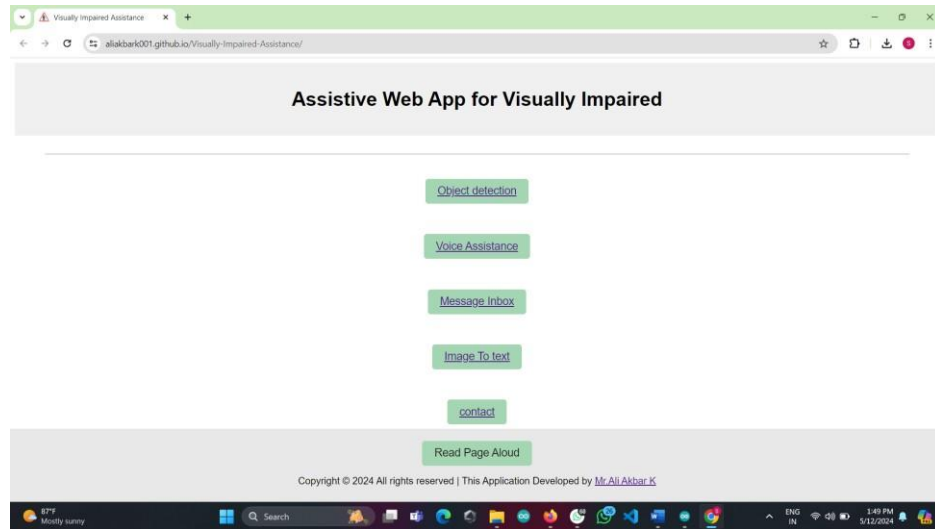 Visually Impaired Assistance
aliakbark001.github.io/Visually-Impaired-Assistance/
Assistive Web App for Visually Impaired
Object detection
Voice Assistance
Message Inbox
Image To text
contact
Read Page Aloud
Copyright © 2024 All rights reserved | This Application Developed by Mr.Ali Akbar K
87°F
Mostly sunny
Search
ENG
IN
1:49 PM
5/12/2024